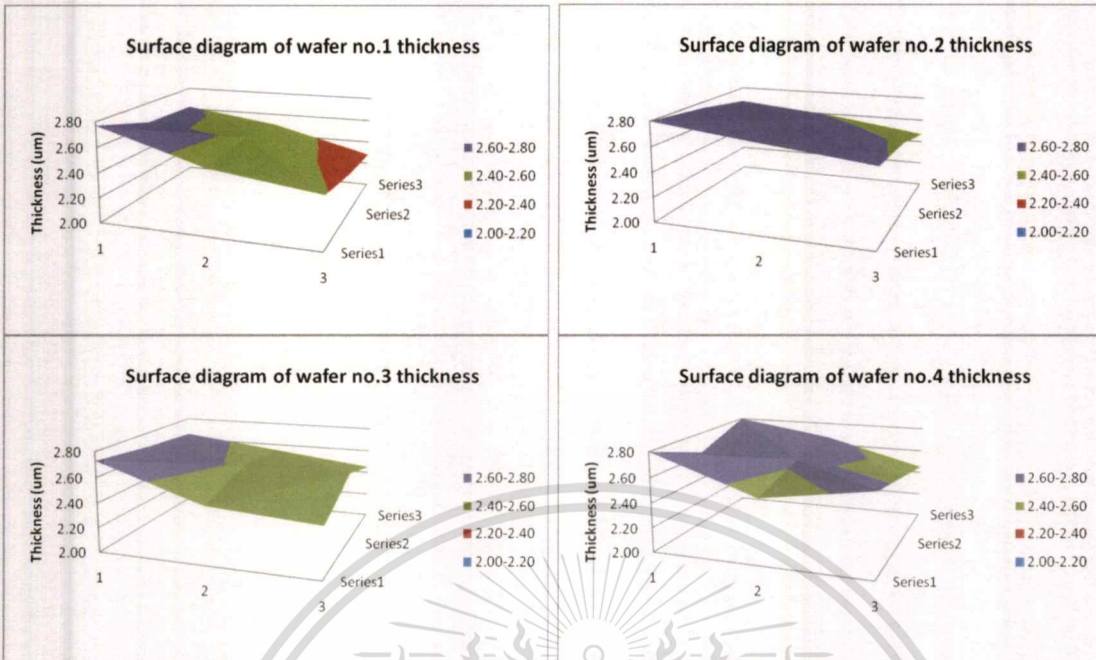 Surface diagram of wafer no.1 thickness
Thickness (um)
2.80
2.60
2.40
2.20
2.00
1
2
3
Series3
Series2
Series1
2.60-2.80
2.40-2.60
2.20-2.40
2.00-2.20
Surface diagram of wafer no.2 thickness
Thickness (um)
2.80
2.60
2.40
2.20
2.00
1
2
3
Series3
Series2
Series1
2.60-2.80
2.40-2.60
2.20-2.40
2.00-2.20
Surface diagram of wafer no.3 thickness
Thickness (um)
2.80
2.60
2.40
2.20
2.00
1
2
3
Series3
Series2
Series1
2.60-2.80
2.40-2.60
2.20-2.40
2.00-2.20
Surface diagram of wafer no.4 thickness
Thickness (um)
2.80
2.60
2.40
2.20
2.00
1
2
3
Series3
Series2
Series1
2.60-2.80
2.40-2.60
2.20-2.40
2.00-2.20